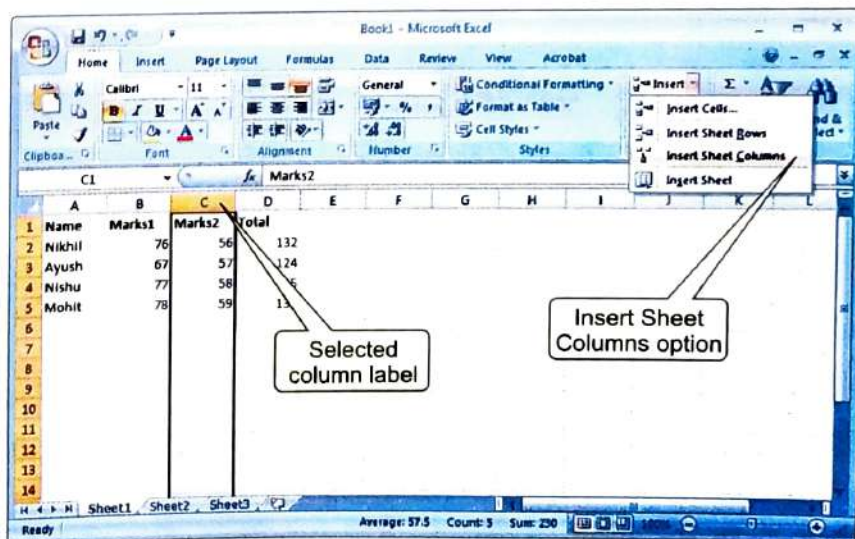 Book1 - Microsoft Excel
Home Insert Page Layout Formulas Data Review View Acrobat
Calibri 11 General Conditional Formatting Insert Σ
Paste B I U A A % , Format as Table
A Cell Styles
Clipboa... Font Alignment Number Styles
Insert Cells...
Insert Sheet Rows
Insert Sheet Columns
Insert Sheet
C1 fx Marks2
A B C D E F G H I J K L
1 Name Marks1 Marks2 Total
2 Nikhil 76 56 132
3 Ayush 67 57 124
4 Nishu 77 58
5 Mohit 78 59
6
7
8
9
10
11
12
13
14
Selected
column label
Insert Sheet
Columns option
Sheet1 Sheet2 Sheet3
Ready Average: 57.5 Count: 5 Sum: 230 100%